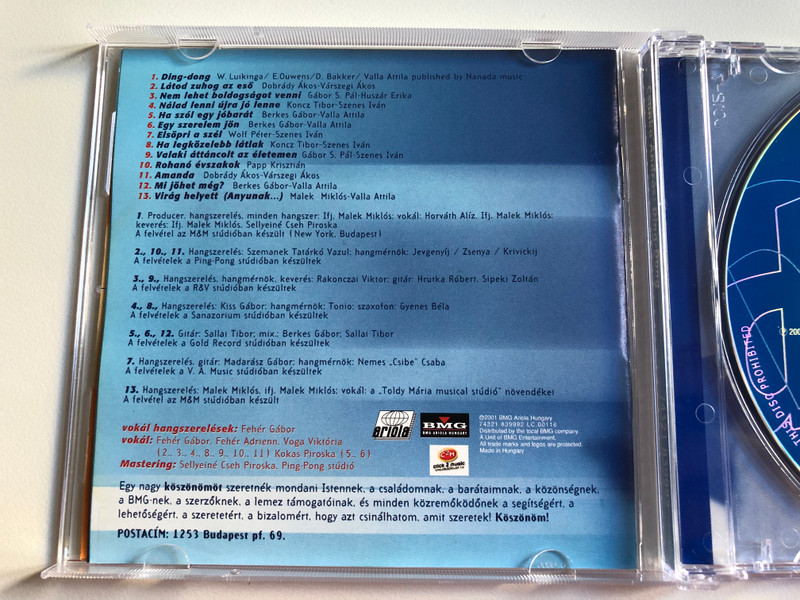 1. Ding-dong W. Luikinga/ E.Ouwens/D. Bakker/ Valla Attila published by Nanada music
2. Látod zuhog az eső Dobrády Ákos-Várszegi Ákos
3. Nem lehet boldogságot venni Gábor S. Pál-Huszár Erika
4. Nálad lenni újra jó lenne Koncz Tibor-Szenes Iván
5. Ha szól egy jóbarát Berkes Gábor-Valla Attila
6. Egy szerelem jön Berkes Gábor-Valla Attila
7. Elsöpri a szél Wolf Péter-Szenes Iván
8. Ha legközelebb látlak Koncz Tibor-Szenes Iván
9. Valaki áttáncolt az életemen Gábor S. Pál-Szenes Iván
10. Rohanó évszakok Papp Krisztián
11. Amanda Dobrády Ákos-Várszegi Ákos
12. Mi jöhet még? Berkes Gábor-Valla Attila
13. Virág helyett (Anyunak...) Malek Miklós-Valla Attila
1. Producer, hangszerelés, minden hangszer: Ifj. Malek Miklós; vokál: Horváth Alíz, Ifj. Malek Miklós;
keverés: Ifj. Malek Miklós, Sellyeiné Cseh Piroska
A felvétel az M&M stúdióban készült (New York, Budapest)
2., 10., 11. Hangszerelés: Szemanek Tatárkó Vazul; hangmérnök: Jevgenyij / Zsenya / Krivickij
A felvételek a Ping-Pong stúdióban készültek
3., 9., Hangszerelés, hangmérnök, keverés: Rakonczai Viktor; gitár: Hrutka Róbert, Sipeki Zoltán
A felvételek a R&V stúdióban készültek
4., 8., Hangszerelés: Kiss Gábor; hangmérnök: Tonio; szaxofon: Gyenes Béla
A felvételek a Sanazorium stúdióban készültek
5., 6., 12. Gitár: Sallai Tibor; mix.: Berkes Gábor; Sallai Tibor
A felvételek a Gold Record stúdióban készültek
7. Hangszerelés, gitár: Madarász Gábor; hangmérnök: Nemes „Csibe" Csaba
A felvételek a V. A. Music stúdióban készültek
13. Hangszerelés: Malek Miklós, ifj. Malek Miklós; vokál: a „Toldy Mária musical stúdió" növendékei
A felvétel az M&M stúdióban készült
vokál hangszerelések: Fehér Gábor
vokál: Fehér Gábor, Fehér Adrienn, Voga Viktória
(2., 3., 4., 8., 9., 10., 11) Kokas Piroska (5., 6)
Mastering: Sellyeiné Cseh Piroska, Ping-Pong stúdió
ariola
BMG
BMG ARIOLA HUNGARY
click 2 music
©2001 BMG Ariola Hungary
74321 839892 LC 00116
Distributed by the local BMG company.
A Unit of BMG Entertainment.
All trade marks and logos are protected.
Made in Hungary
Egy nagy köszönömöt szeretnék mondani Istennek, a családomnak, a barátaimnak, a közönségnek,
a BMG-nek, a szerzőknek, a lemez támogatóinak, és minden közreműködőnek a segítségért, a
lehetőségért, a szeretetért, a bizalomért, hogy azt csinálhatom, amit szeretek! Köszönöm!
POSTACÍM: 1253 Budapest pf. 69.
THIS DISC PROHIBITED